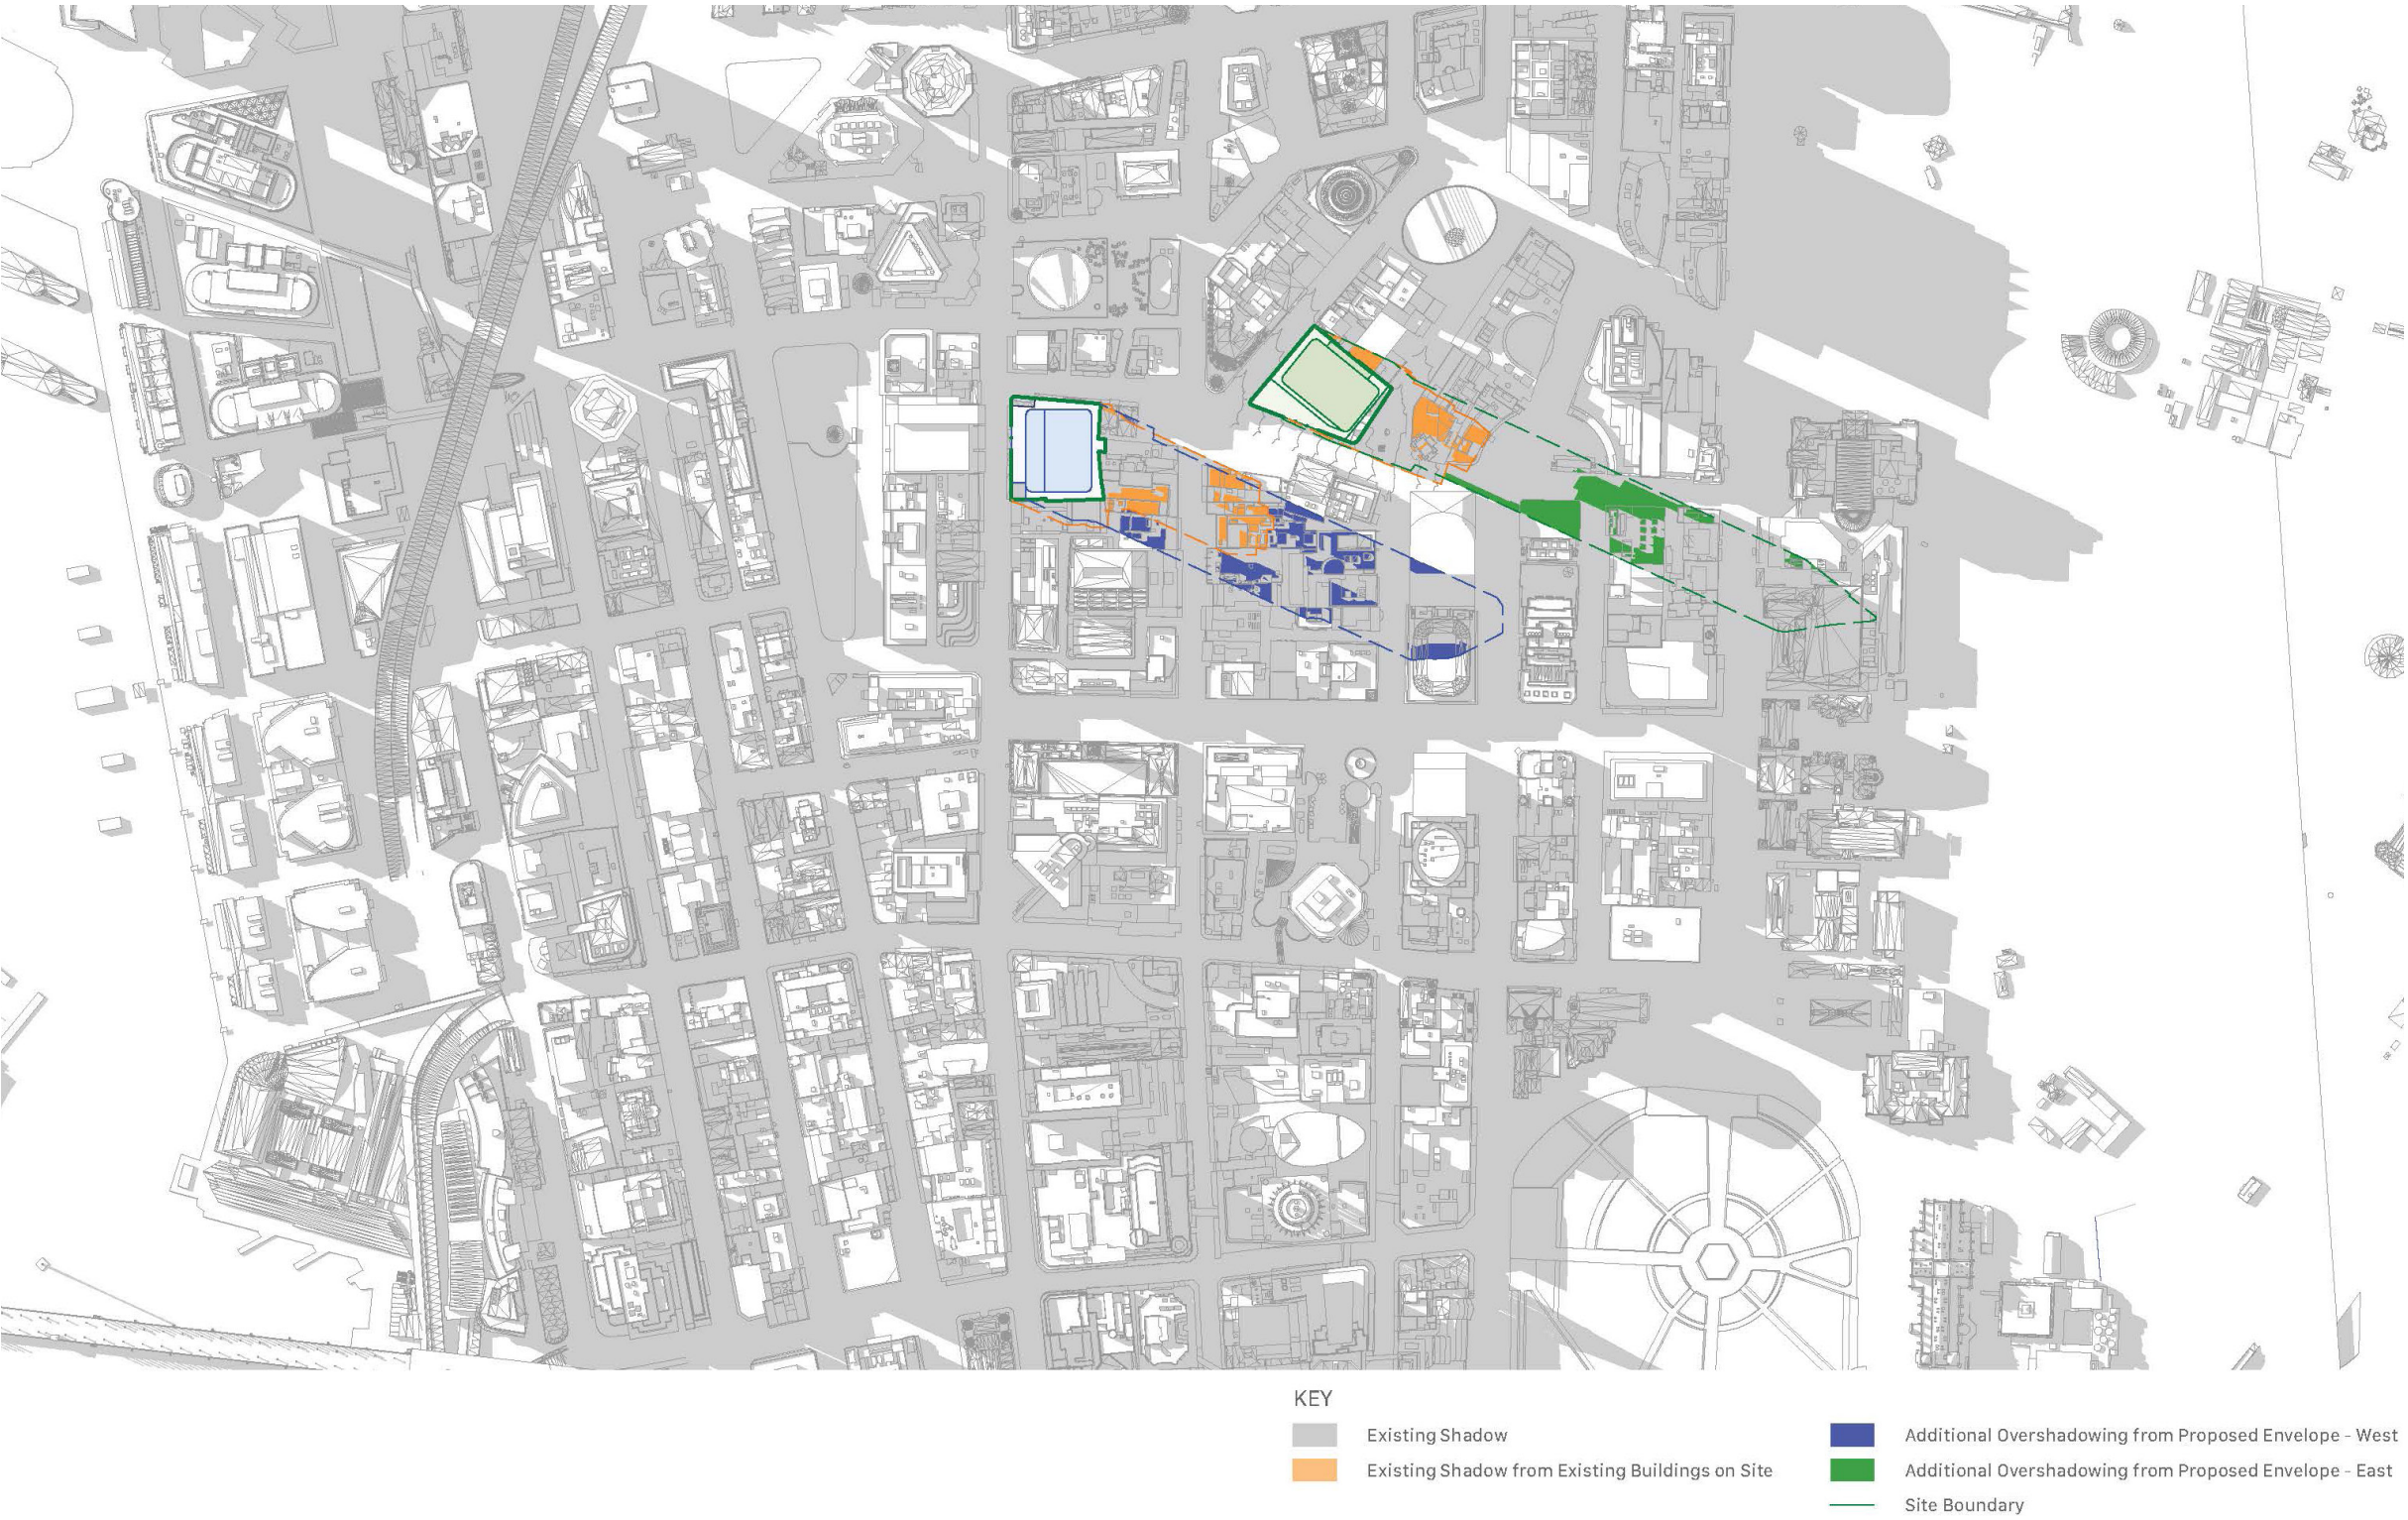 KEY
Existing Shadow
Existing Shadow from Existing Buildings on Site
Additional Overshadowing from Proposed Envelope - West
Additional Overshadowing from Proposed Envelope - East
Site Boundary